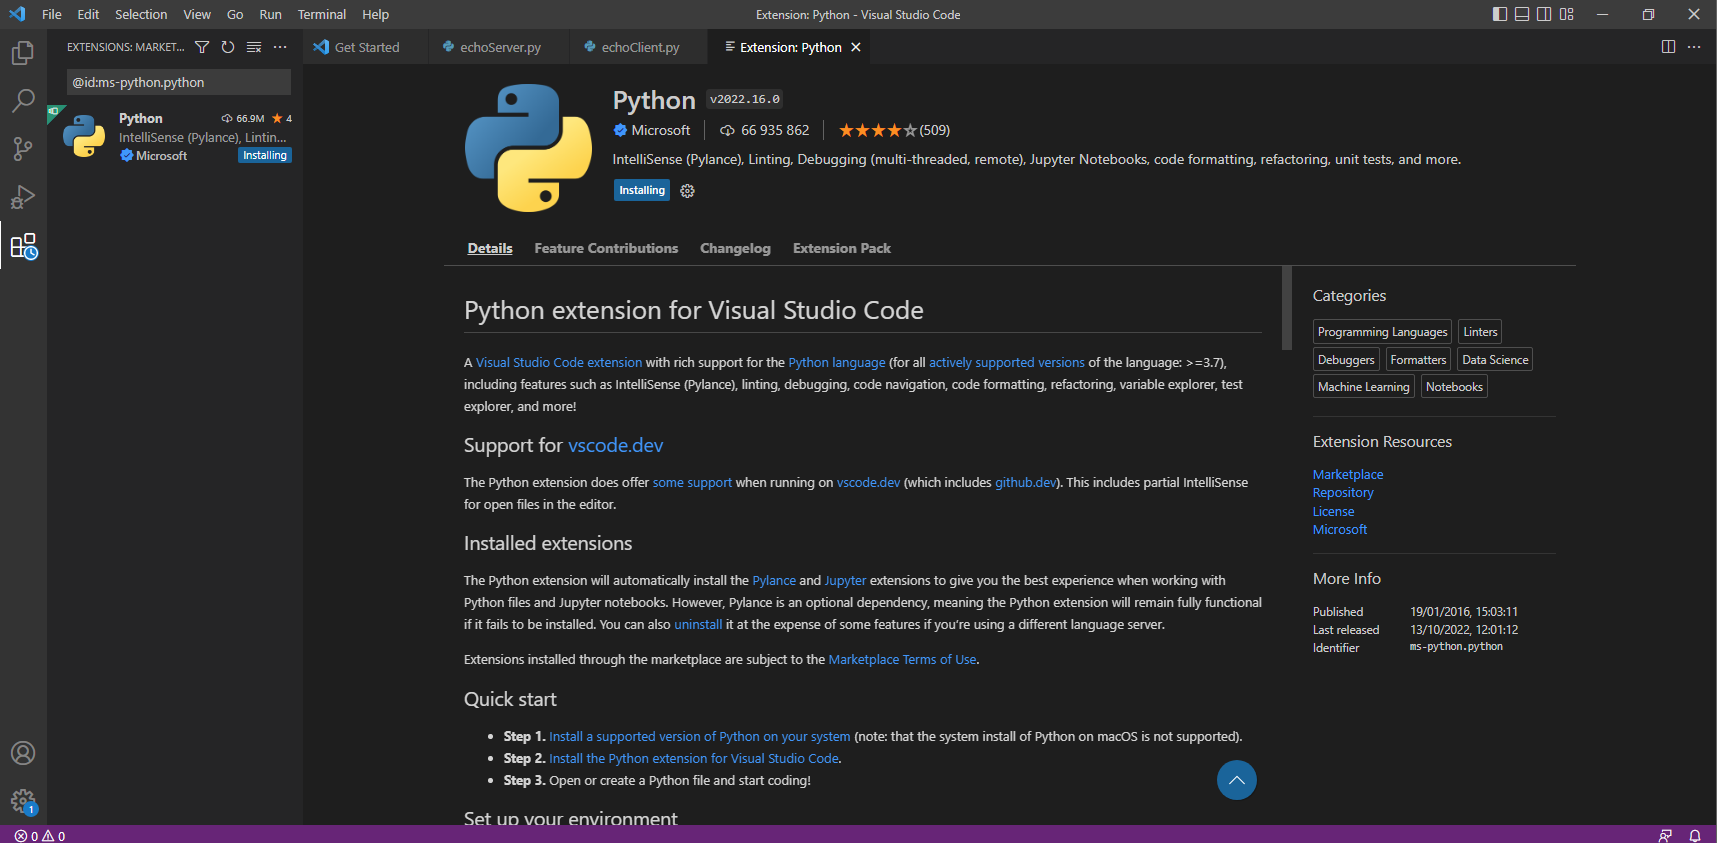 File Edit Selection View Go Run Terminal Help
Extension: Python - Visual Studio Code
EXTENSIONS: MARKET...
Get Started
echoServer.py
echoClient.py
Extension: Python
@id:ms-python.python
Python 66.9M 4
IntelliSense (Pylance), Lintin...
Microsoft Installing
Python v2022.16.0
Microsoft 66 935 862 (509)
IntelliSense (Pylance), Linting, Debugging (multi-threaded, remote), Jupyter Notebooks, code formatting, refactoring, unit tests, and more.
Installing
Details Feature Contributions Changelog Extension Pack
Python extension for Visual Studio Code
A Visual Studio Code extension with rich support for the Python language (for all actively supported versions of the language: >=3.7),
including features such as IntelliSense (Pylance), linting, debugging, code navigation, code formatting, refactoring, variable explorer, test
explorer, and more!
Support for vscode.dev
The Python extension does offer some support when running on vscode.dev (which includes github.dev). This includes partial IntelliSense
for open files in the editor.
Installed extensions
The Python extension will automatically install the Pylance and Jupyter extensions to give you the best experience when working with
Python files and Jupyter notebooks. However, Pylance is an optional dependency, meaning the Python extension will remain fully functional
if it fails to be installed. You can also uninstall it at the expense of some features if you're using a different language server.
Extensions installed through the marketplace are subject to the Marketplace Terms of Use.
Quick start
• Step 1. Install a supported version of Python on your system (note: that the system install of Python on macOS is not supported).
• Step 2. Install the Python extension for Visual Studio Code.
• Step 3. Open or create a Python file and start coding!
Set up your environment
Categories
Programming Languages Linters
Debuggers Formatters Data Science
Machine Learning Notebooks
Extension Resources
Marketplace
Repository
License
Microsoft
More Info
Published 19/01/2016, 15:03:11
Last released 13/10/2022, 12:01:12
Identifier ms-python.python
1
0 0